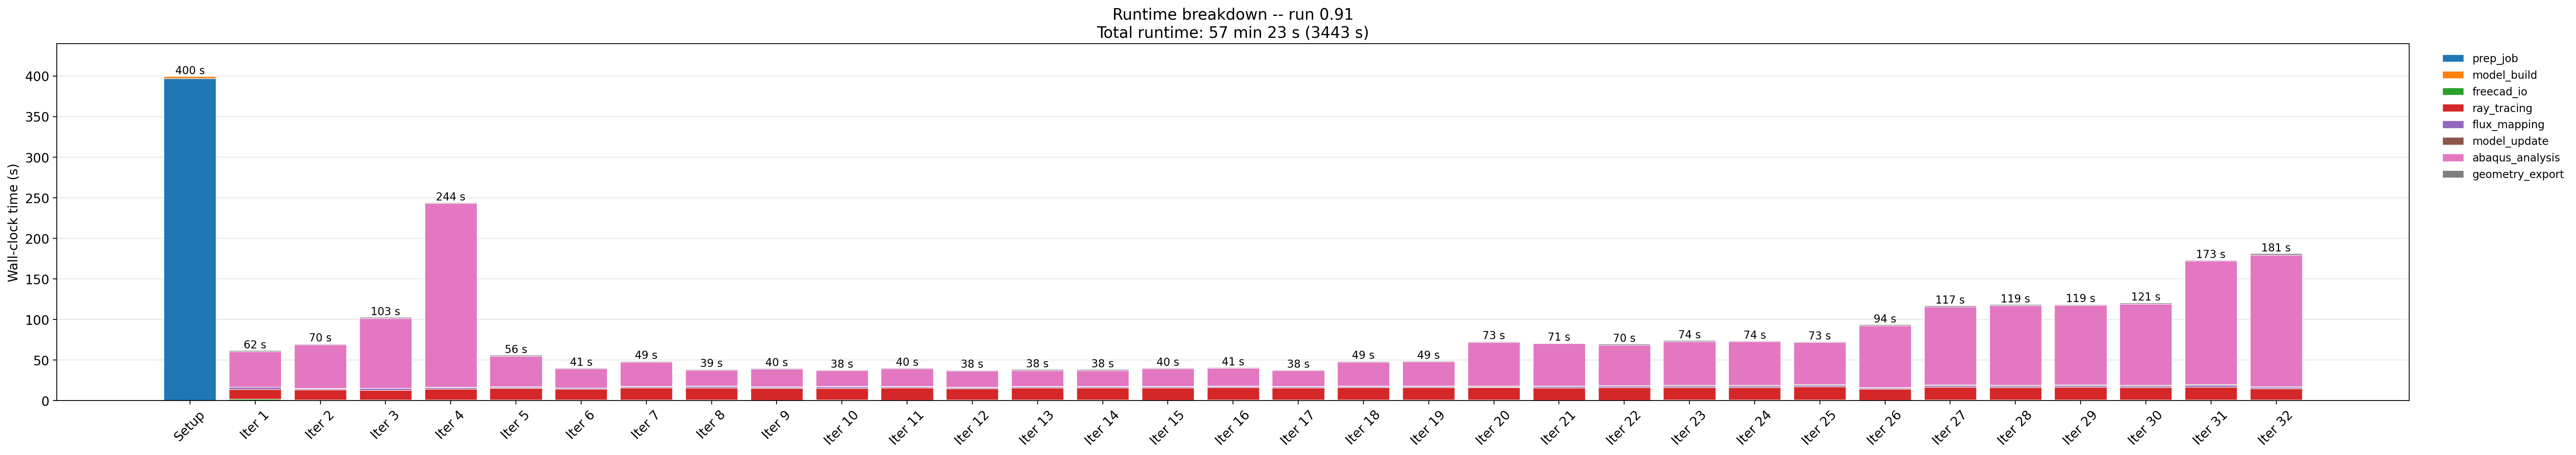 Runtime breakdown -- run 0.91
Total runtime: 57 min 23 s (3443 s)
Wall-clock time (s)
400
350
300
250
200
150
100
50
0
400 s
62 s
70 s
103 s
244 s
56 s
41 s
49 s
39 s
40 s
38 s
40 s
38 s
38 s
38 s
40 s
41 s
38 s
49 s
49 s
73 s
71 s
70 s
74 s
74 s
73 s
94 s
117 s
119 s
119 s
121 s
173 s
181 s
Setup
Iter 1
Iter 2
Iter 3
Iter 4
Iter 5
Iter 6
Iter 7
Iter 8
Iter 9
Iter 10
Iter 11
Iter 12
Iter 13
Iter 14
Iter 15
Iter 16
Iter 17
Iter 18
Iter 19
Iter 20
Iter 21
Iter 22
Iter 23
Iter 24
Iter 25
Iter 26
Iter 27
Iter 28
Iter 29
Iter 30
Iter 31
Iter 32
prep_job
model_build
freecad_io
ray_tracing
flux_mapping
model_update
abaqus_analysis
geometry_export